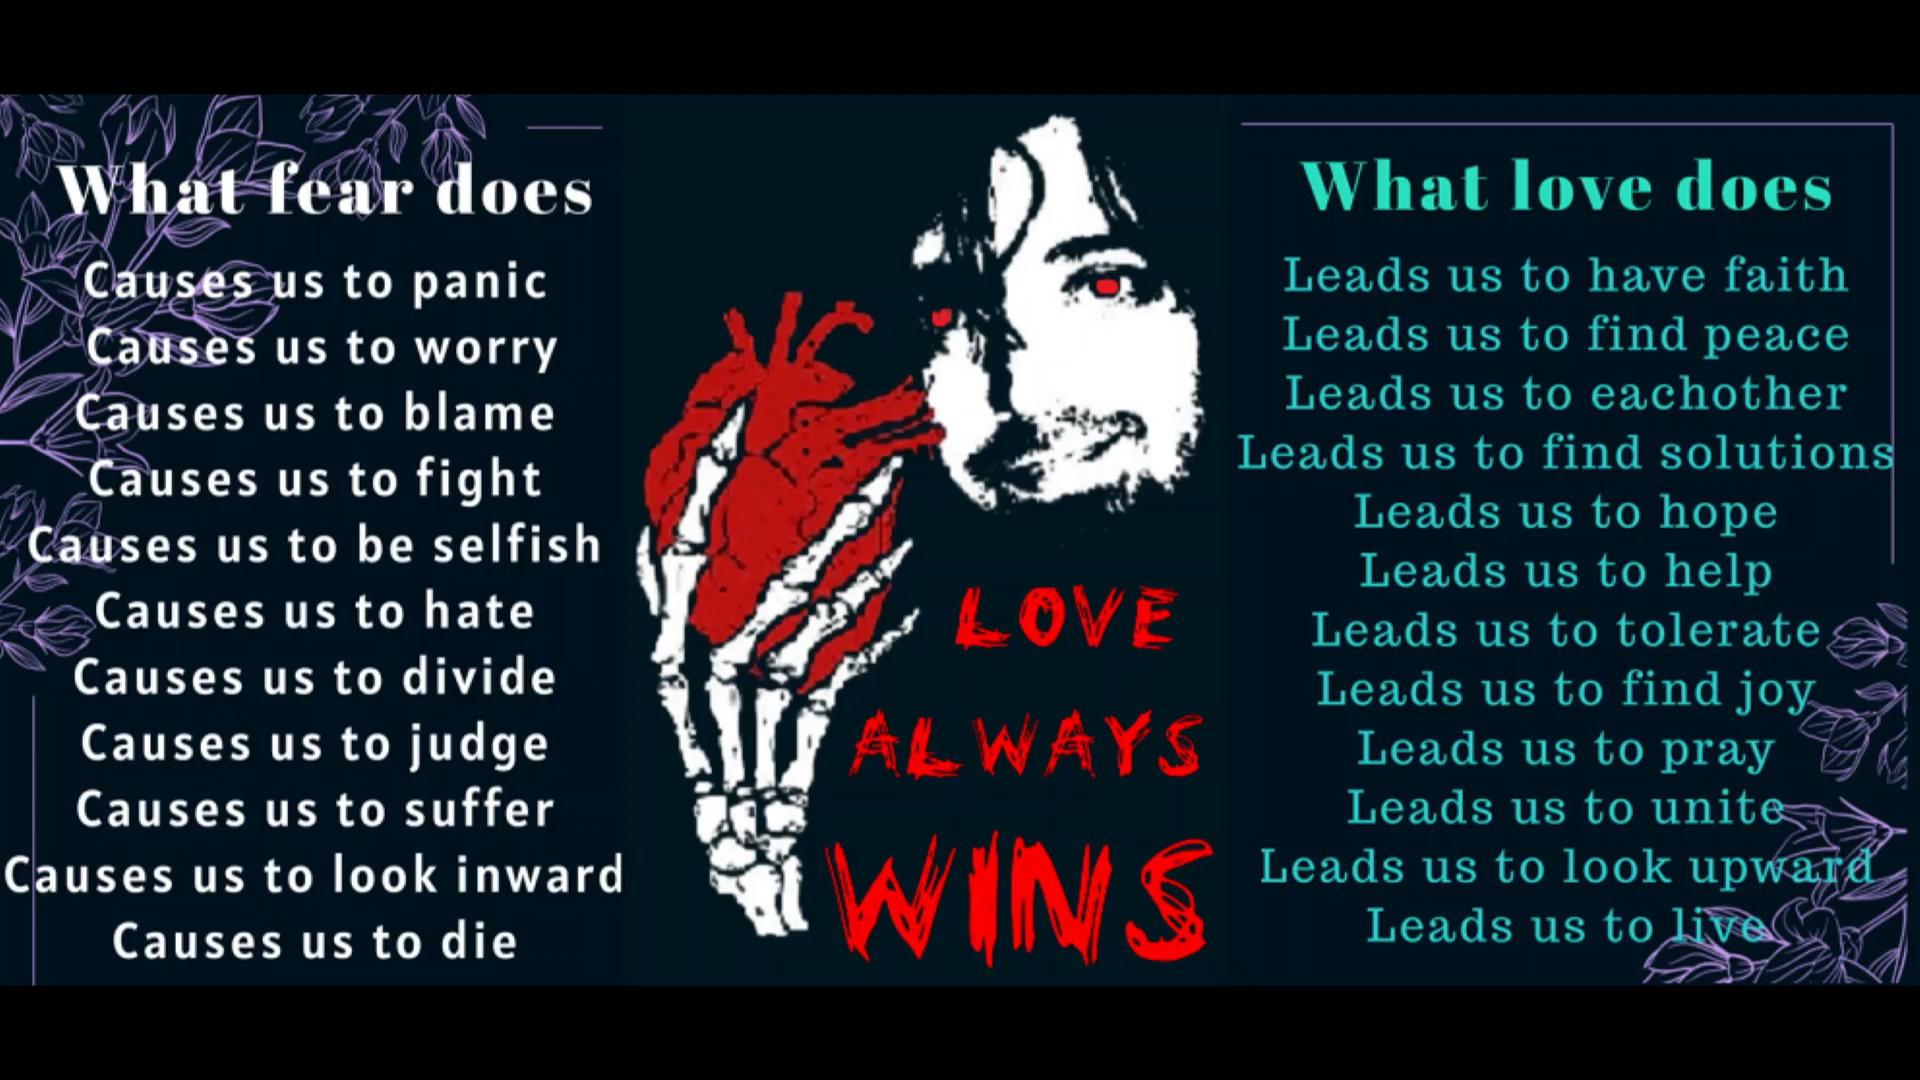 What fear does
Causes us to panic
Causes us to worry
Causes us to blame
Causes us to fight
Causes us to be selfish
Causes us to hate
Causes us to divide
Causes us to judge
Causes us to suffer
Causes us to look inward
Causes us to die
LOVE
ALWAYS
WINS
What love does
Leads us to have faith
Leads us to find peace
Leads us to eachother
Leads us to find solutions
Leads us to hope
Leads us to help
Leads us to tolerate
Leads us to find joy
Leads us to pray
Leads us to unite
Leads us to look upward
Leads us to live